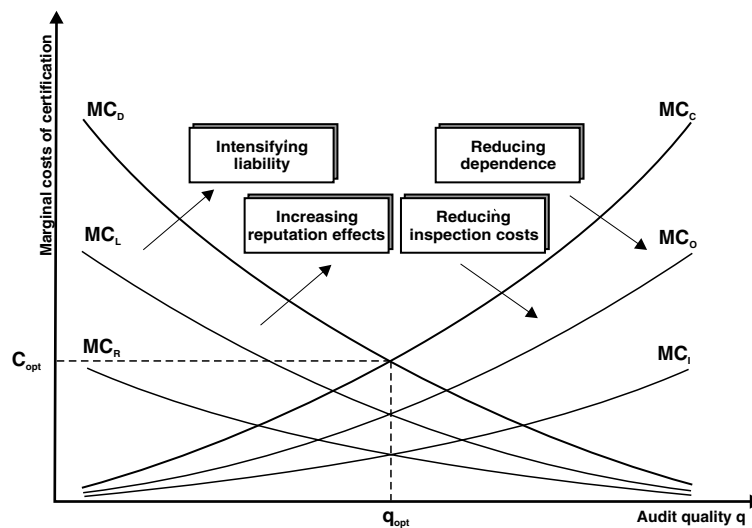 Marginal costs of certification
MC_D
MC_C
Intensifying
liability
Reducing
dependence
Increasing
reputation effects
Reducing
inspection costs
MC_L
MC_O
MC_R
MC_I
C_opt
q_opt
Audit quality q